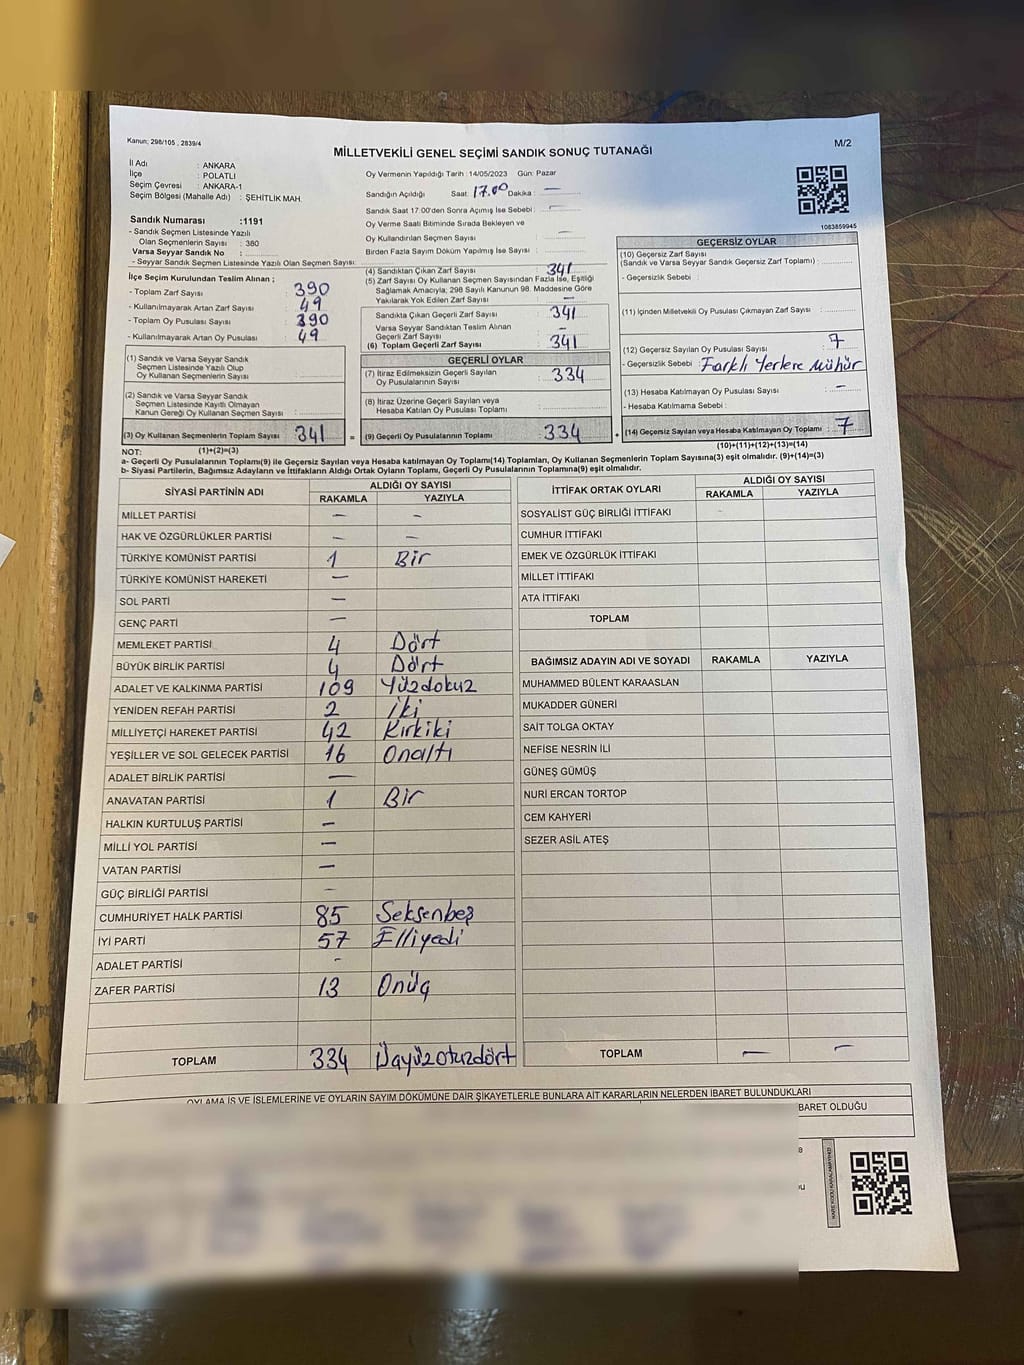 Kanun; 298/105 , 2839/4
MİLLETVEKİLİ GENEL SEÇİMİ SANDIK SONUÇ TUTANAĞI
M/2
İl Adı : ANKARA
İlçe : POLATLI
Seçim Çevresi : ANKARA-1
Seçim Bölgesi (Mahalle Adı) : ŞEHİTLİK MAH.
Sandık Numarası :1191
- Sandık Seçmen Listesinde Yazılı
Olan Seçmenlerin Sayısı : 380
Varsa Seyyar Sandık No :
- Seyyar Sandık Seçmen Listesinde Yazılı Olan Seçmen Sayısı:
İlçe Seçim Kurulundan Teslim Alınan ;
- Toplam Zarf Sayısı : 390
- Kullanılmayarak Artan Zarf Sayısı : 49
- Toplam Oy Pusulası Sayısı : 390
- Kullanılmayarak Artan Oy Pusulası : 49
(1) Sandık ve Varsa Seyyar Sandık
Seçmen Listesinde Yazılı Olup
Oy Kullanan Seçmenlerin Sayısı :
(2) Sandık ve Varsa Seyyar Sandık
Seçmen Listesinde Kayıtlı Olmayan
Kanun Gereği Oy Kullanan Seçmen Sayısı :
(3) Oy Kullanan Seçmenlerin Toplam Sayısı : 341 =
(1)+(2)=(3)
Oy Vermenin Yapıldığı Tarih : 14/05/2023 Gün: Pazar
Sandığın Açıldığı Saat: 17.00 Dakika : —
Sandık Saat 17:00'den Sonra Açımış İse Sebebi : —
Oy Verme Saati Bitiminde Sırada Bekleyen ve
Oy Kullandırılan Seçmen Sayısı : —
Birden Fazla Sayım Döküm Yapılmış İse Sayısı : —
(4) Sandıktan Çıkan Zarf Sayısı : 341
(5) Zarf Sayısı Oy Kullanan Seçmen Sayısından Fazla İse, Eşitliği
Sağlamak Amacıyla; 298 Sayılı Kanunun 98. Maddesine Göre
Yakılarak Yok Edilen Zarf Sayısı : —
Sandıkta Çıkan Geçerli Zarf Sayısı : 341
Varsa Seyyar Sandıktan Teslim Alınan
Geçerli Zarf Sayısı : —
(6) Toplam Geçerli Zarf Sayısı : 341
GEÇERLİ OYLAR
(7) İtiraz Edilmeksizin Geçerli Sayılan
Oy Pusulalarının Sayısı : 334
(8) İtiraz Üzerine Geçerli Sayılan veya
Hesaba Katılan Oy Pusulası Toplamı :
(9) Geçerli Oy Pusulalarının Toplamı : 334 +
1083859945
GEÇERSİZ OYLAR
(10) Geçersiz Zarf Sayısı
(Sandık ve Varsa Seyyar Sandık Geçersiz Zarf Toplamı) :
- Geçersizlik Sebebi :
(11) İçinden Milletvekili Oy Pusulası Çıkmayan Zarf Sayısı :
(12) Geçersiz Sayılan Oy Pusulası Sayısı : 7
- Geçersizlik Sebebi : Farklı Yerlere Mühür
(13) Hesaba Katılmayan Oy Pusulası Sayısı : —
- Hesaba Katılmama Sebebi :
(14) Geçersiz Sayılan veya Hesaba Katılmayan Oy Toplamı : 7
(10)+(11)+(12)+(13)=(14)
NOT:
a- Geçerli Oy Pusulalarının Toplamı(9) ile Geçersiz Sayılan veya Hesaba katılmayan Oy Toplamı(14) Toplamları, Oy Kullanan Seçmenlerin Toplam Sayısına(3) eşit olmalıdır. (9)+(14)=(3)
b- Siyasi Partilerin, Bağımsız Adayların ve İttifakların Aldığı Ortak Oyların Toplamı, Geçerli Oy Pusulalarının Toplamına(9) eşit olmalıdır.
SİYASİ PARTİNİN ADI ALDIĞI OY SAYISI
RAKAMLA YAZIYLA
MİLLET PARTİSİ — —
HAK VE ÖZGÜRLÜKLER PARTİSİ — —
TÜRKİYE KOMÜNİST PARTİSİ 1 Bir
TÜRKİYE KOMÜNİST HAREKETİ —
SOL PARTİ —
GENÇ PARTİ —
MEMLEKET PARTİSİ 4 Dört
BÜYÜK BİRLİK PARTİSİ 4 Dört
ADALET VE KALKINMA PARTİSİ 109 Yüzdokuz
YENİDEN REFAH PARTİSİ 2 İki
MİLLİYETÇİ HAREKET PARTİSİ 42 Kırkiki
YEŞİLLER VE SOL GELECEK PARTİSİ 16 Onaltı
ADALET BİRLİK PARTİSİ —
ANAVATAN PARTİSİ 1 Bir
HALKIN KURTULUŞ PARTİSİ —
MİLLİ YOL PARTİSİ —
VATAN PARTİSİ —
GÜÇ BİRLİĞİ PARTİSİ —
CUMHURİYET HALK PARTİSİ 85 Seksenbeş
İYİ PARTİ 57 Elliyedi
ADALET PARTİSİ -
ZAFER PARTİSİ 13 Onüç
TOPLAM 334 Üçyüzotuzdört
İTTİFAK ORTAK OYLARI ALDIĞI OY SAYISI
RAKAMLA YAZIYLA
SOSYALİST GÜÇ BİRLİĞİ İTTİFAKI -
CUMHUR İTTİFAKI
EMEK VE ÖZGÜRLÜK İTTİFAKI
MİLLET İTTİFAKI
ATA İTTİFAKI
TOPLAM
BAĞIMSIZ ADAYIN ADI VE SOYADI RAKAMLA YAZIYLA
MUHAMMED BÜLENT KARAASLAN
MUKADDER GÜNERİ
SAİT TOLGA OKTAY
NEFİSE NESRİN İLİ
GÜNEŞ GÜMÜŞ
NURİ ERCAN TORTOP
CEM KAHYERİ
SEZER ASİL ATEŞ
TOPLAM — —
OYLAMA İŞ VE İŞLEMLERİNE VE OYLARIN SAYIM DÖKÜMÜNE DAİR ŞİKAYETLERLE BUNLARA AİT KARARLARIN NELERDEN İBARET BULUNDUKLARI
BARET OLDUĞU